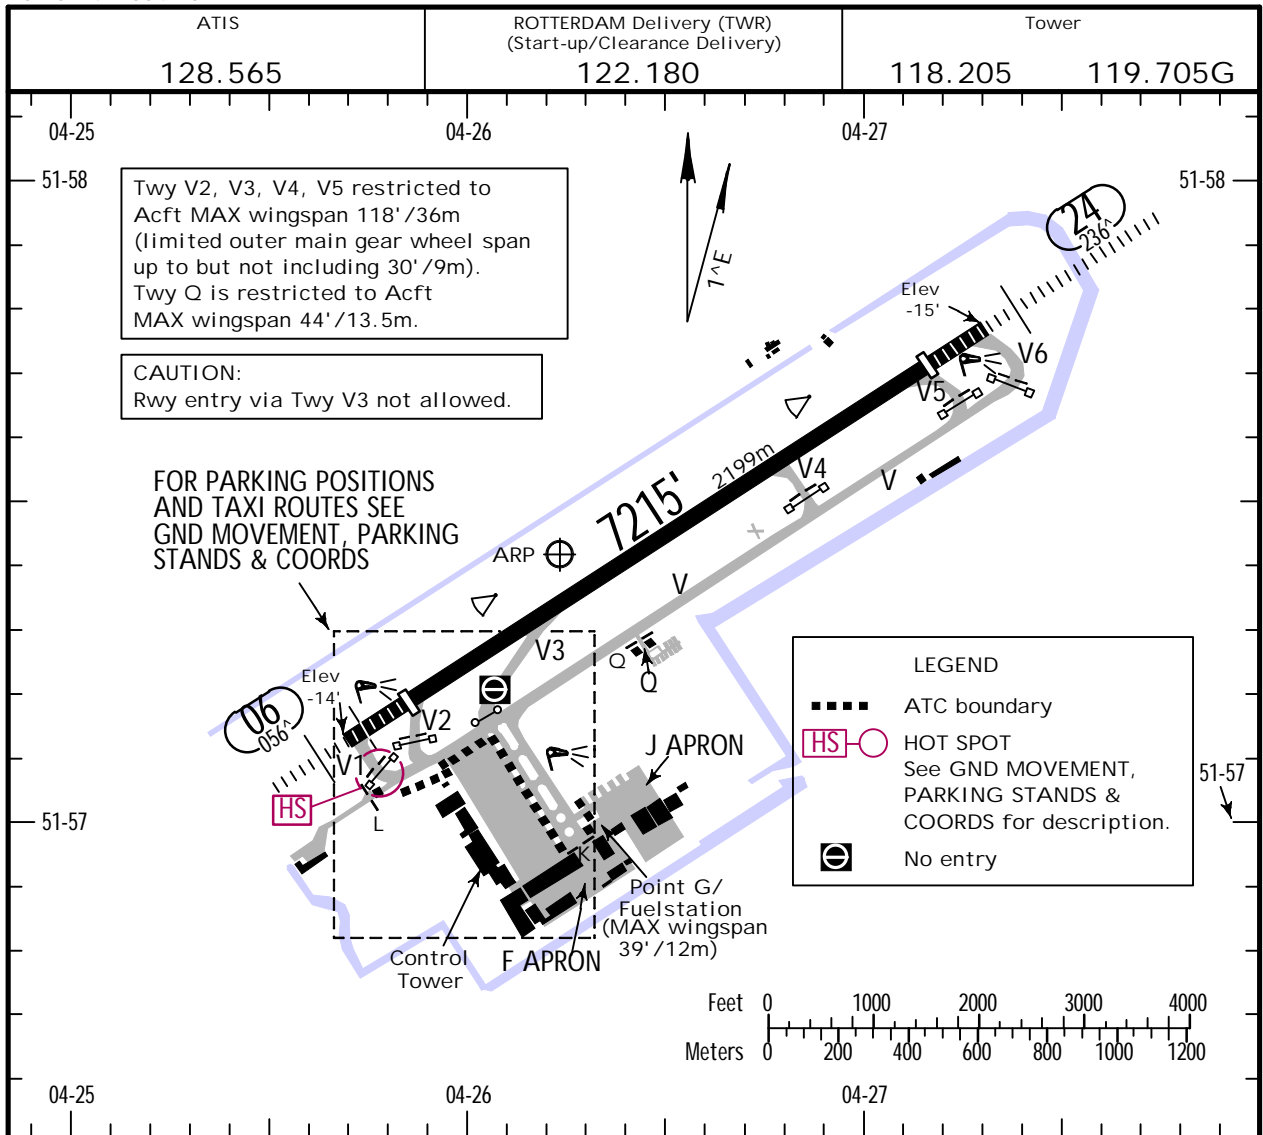 ATIS
128.565
ROTTERDAM Delivery (TWR)
(Start-up/Clearance Delivery)
122.180
Tower
118.205 119.705G
04-25 04-26 04-27
51-58 51-58
Twy V2, V3, V4, V5 restricted to
Acft MAX wingspan 118'/36m
(limited outer main gear wheel span
up to but not including 30'/9m).
Twy Q is restricted to Acft
MAX wingspan 44'/13.5m.
CAUTION:
Rwy entry via Twy V3 not allowed.
1^E
24
236^
Elev
-15'
V6
V5
V4
V
2199m
7215'
FOR PARKING POSITIONS
AND TAXI ROUTES SEE
GND MOVEMENT, PARKING
STANDS & COORDS
ARP
V
V3
Q
Q
Elev
-14'
06
056^
V2
V1
HS
L
J APRON
K
Point G/
Fuelstation
(MAX wingspan
39'/12m)
Control
Tower
F APRON
LEGEND
ATC boundary
HS HOT SPOT
See GND MOVEMENT,
PARKING STANDS &
COORDS for description.
No entry
51-57 51-57
Feet 0 1000 2000 3000 4000
Meters 0 200 400 600 800 1000 1200
04-25 04-26 04-27